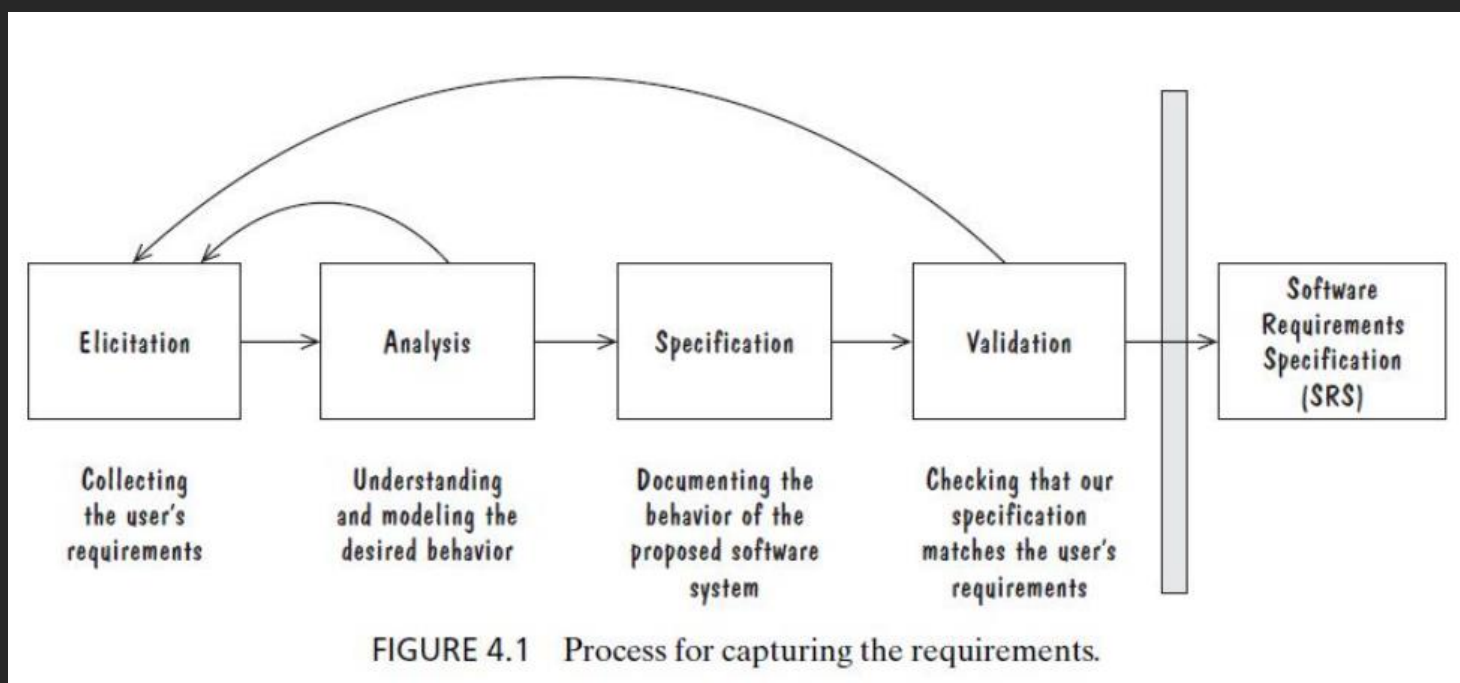 Elicitation
Analysis
Specification
Validation
Software
Requirements
Specification
(SRS)
Collecting
the user's
requirements
Understanding
and modeling the
desired behavior
Documenting the
behavior of the
proposed software
system
Checking that our
specification
matches the user's
requirements
FIGURE 4.1 Process for capturing the requirements.